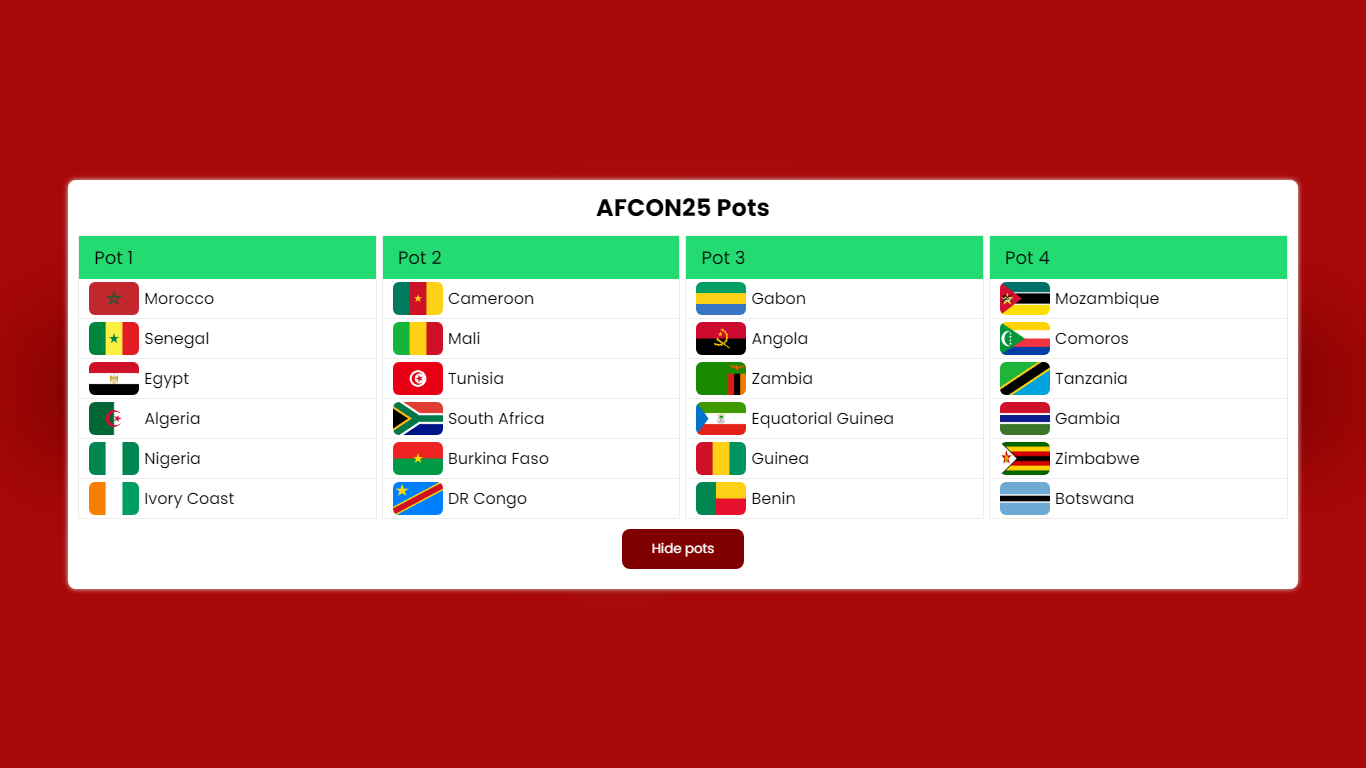 AFCON25 Pots
Pot 1
Morocco
Senegal
Egypt
Algeria
Nigeria
Ivory Coast
Pot 2
Cameroon
Mali
Tunisia
South Africa
Burkina Faso
DR Congo
Pot 3
Gabon
Angola
Zambia
Equatorial Guinea
Guinea
Benin
Pot 4
Mozambique
Comoros
Tanzania
Gambia
Zimbabwe
Botswana
Hide pots